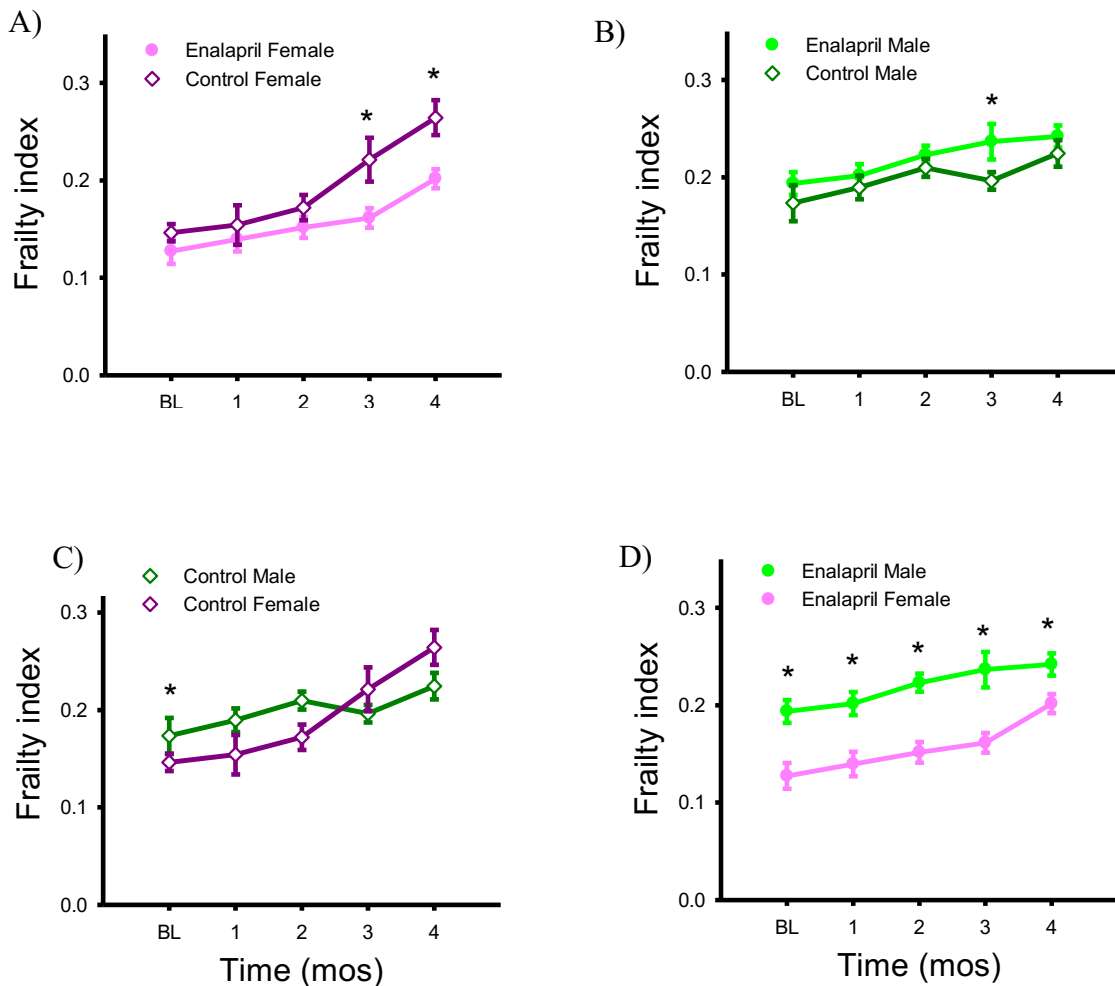 A)
Enalapril Female
Control Female
0.3
0.2
0.1
0.0
Frailty index
*
*
BL 1 2 3 4
B)
Enalapril Male
Control Male
0.3
0.2
0.1
0.0
Frailty index
*
BL 1 2 3 4
C)
Control Male
Control Female
0.3
0.2
0.1
0.0
Frailty index
*
BL 1 2 3 4
Time (mos)
D)
Enalapril Male
Enalapril Female
0.3
0.2
0.1
0.0
Frailty index
* * * * *
BL 1 2 3 4
Time (mos)